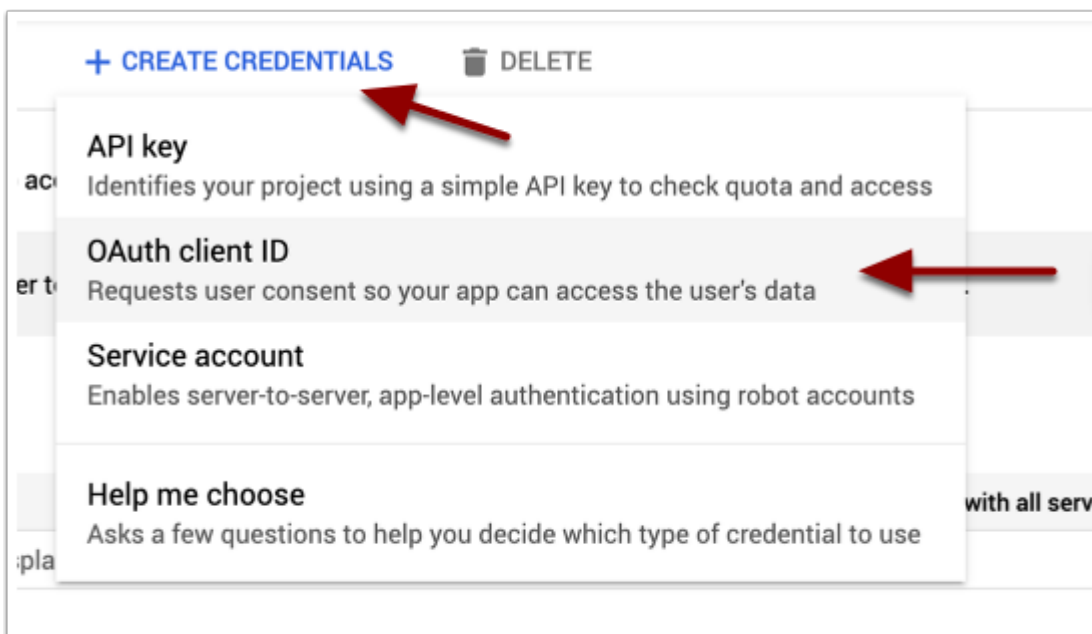 + CREATE CREDENTIALS DELETE
API key
Identifies your project using a simple API key to check quota and access
OAuth client ID
Requests user consent so your app can access the user's data
Service account
Enables server-to-server, app-level authentication using robot accounts
Help me choose
with all serv
Asks a few questions to help you decide which type of credential to use